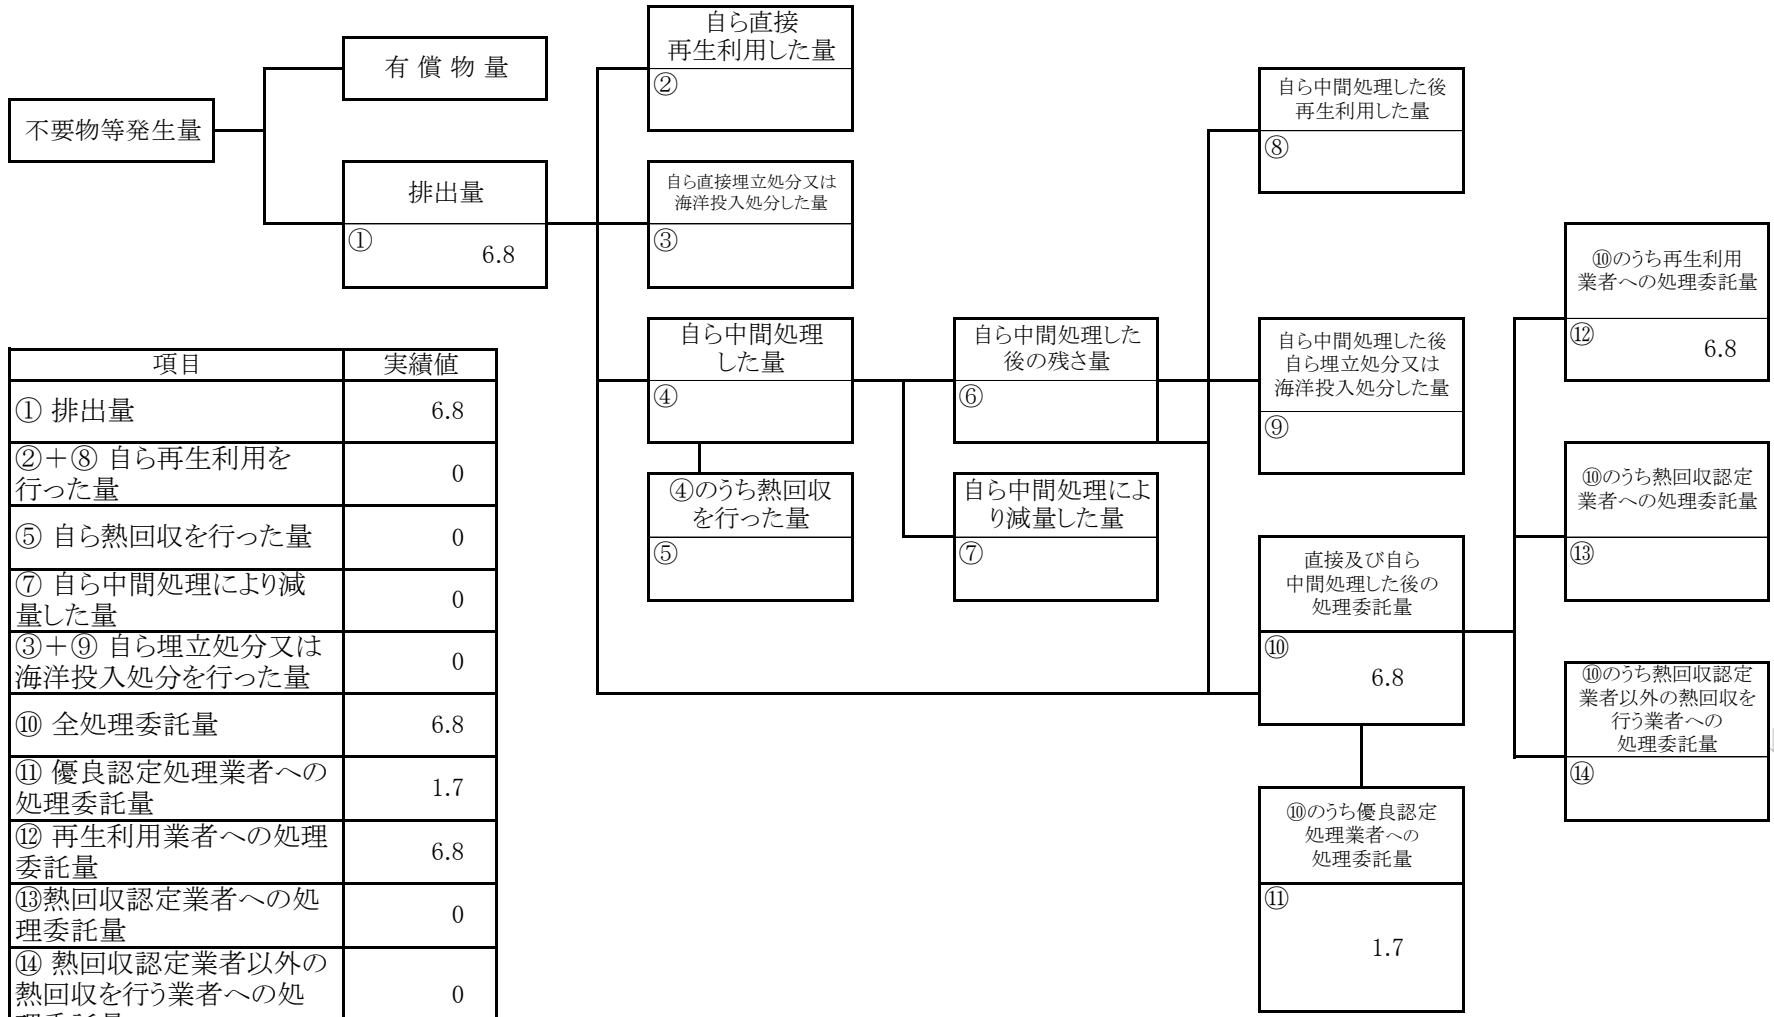 不要物等発生量
有 償 物 量
排出量
①
6.8
自ら直接
再生利用した量
②
自ら直接埋立処分又は
海洋投入処分した量
③
自ら中間処理
した量
④
④のうち熱回収
を行った量
⑤
自ら中間処理した
後の残さ量
⑥
自ら中間処理によ
り減量した量
⑦
自ら中間処理した後
再生利用した量
⑧
自ら中間処理した後
自ら埋立処分又は
海洋投入処分した量
⑨
直接及び自ら
中間処理した後の
処理委託量
⑩
6.8
⑩のうち優良認定
処理業者への
処理委託量
⑪
1.7
⑩のうち再生利用
業者への処理委託量
⑫
6.8
⑩のうち熱回収認定
業者への処理委託量
⑬
⑩のうち熱回収認定
業者以外の熱回収を
行う業者への
処理委託量
⑭
項目 実績値
① 排出量 6.8
②＋⑧ 自ら再生利用を
行った量 0
⑤ 自ら熱回収を行った量 0
⑦ 自ら中間処理により減
量した量 0
③＋⑨ 自ら埋立処分又は
海洋投入処分を行った量 0
⑩ 全処理委託量 6.8
⑪ 優良認定処理業者への
処理委託量 1.7
⑫ 再生利用業者への処理
委託量 6.8
⑬熱回収認定業者への処
理委託量 0
⑭ 熱回収認定業者以外の
熱回収を行う業者への処 0